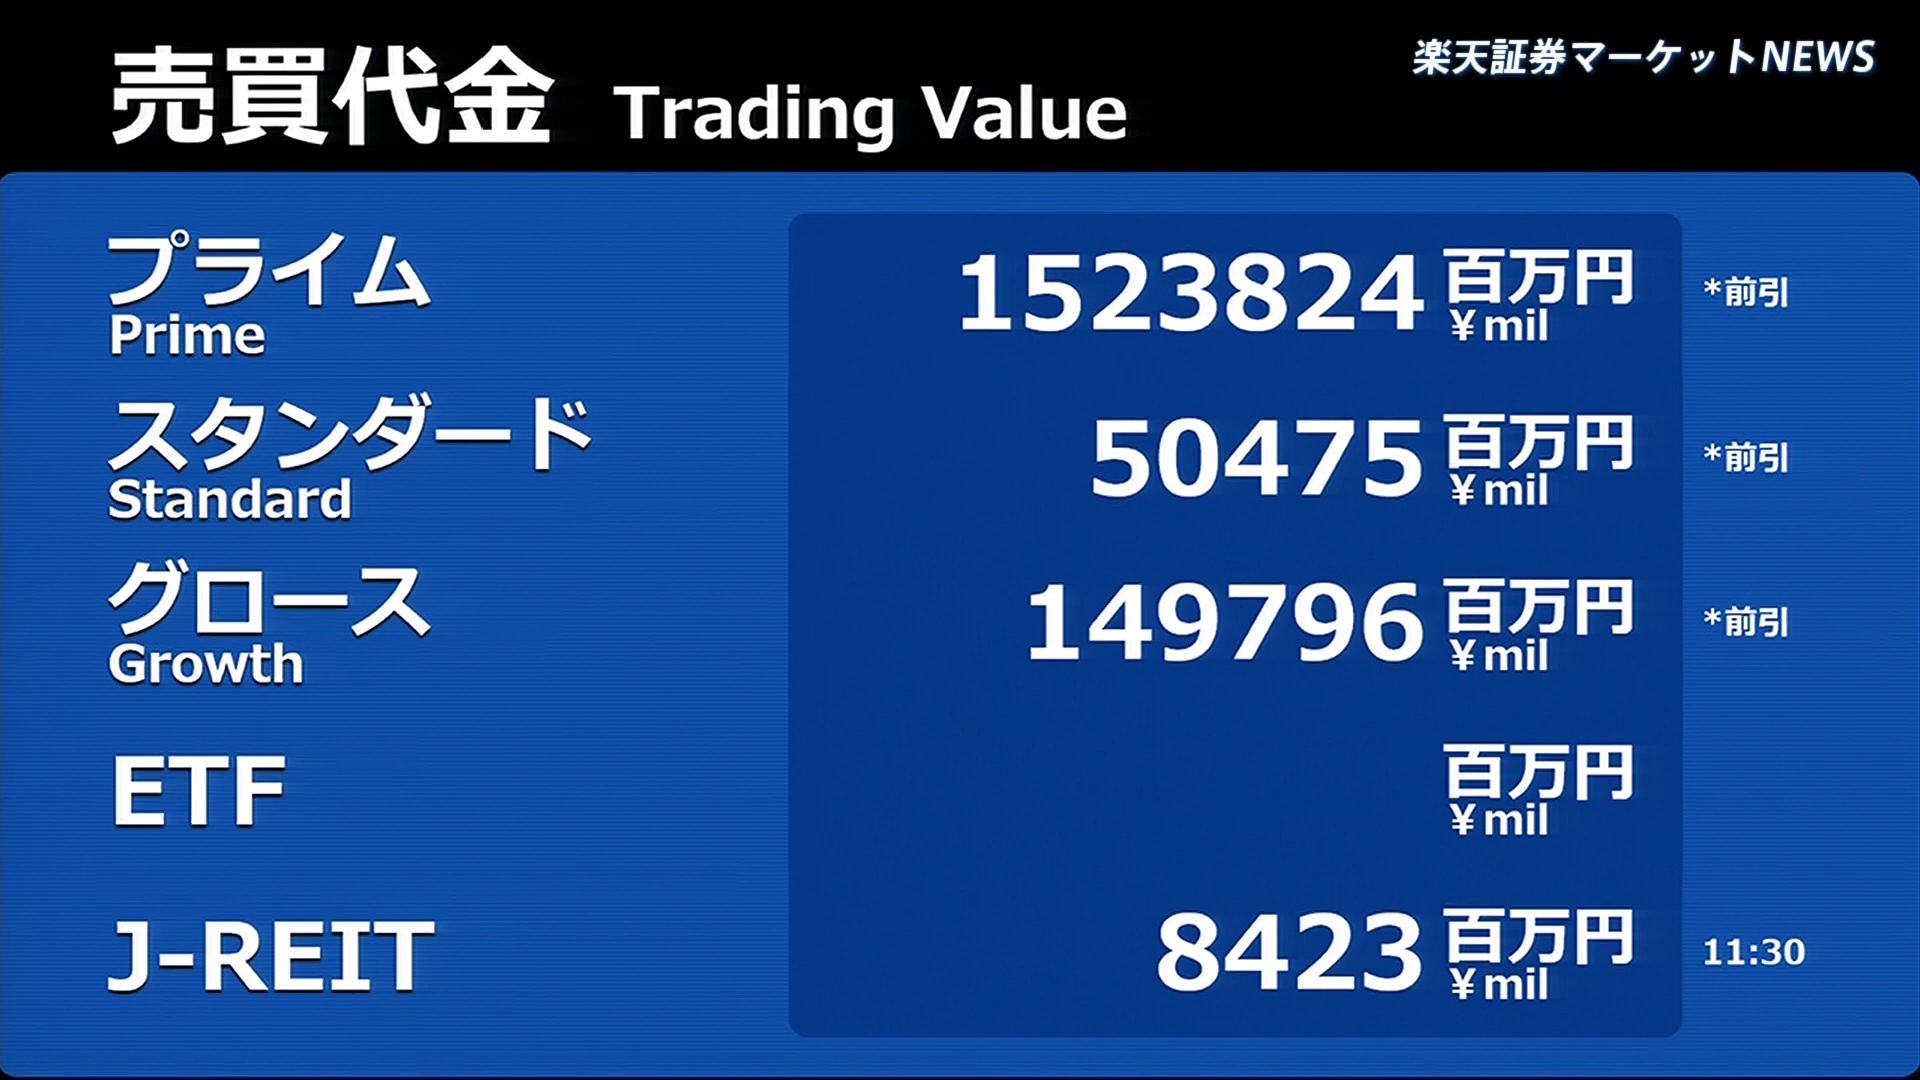 売買代金 Trading Value
楽天証券マーケットNEWS
プライム 1523824 百万円 *前引
Prime ¥mil
スタンダード 50475 百万円 *前引
Standard ¥mil
グロース 149796 百万円 *前引
Growth ¥mil
ETF 百万円
¥mil
J-REIT 8423 百万円 11:30
¥mil